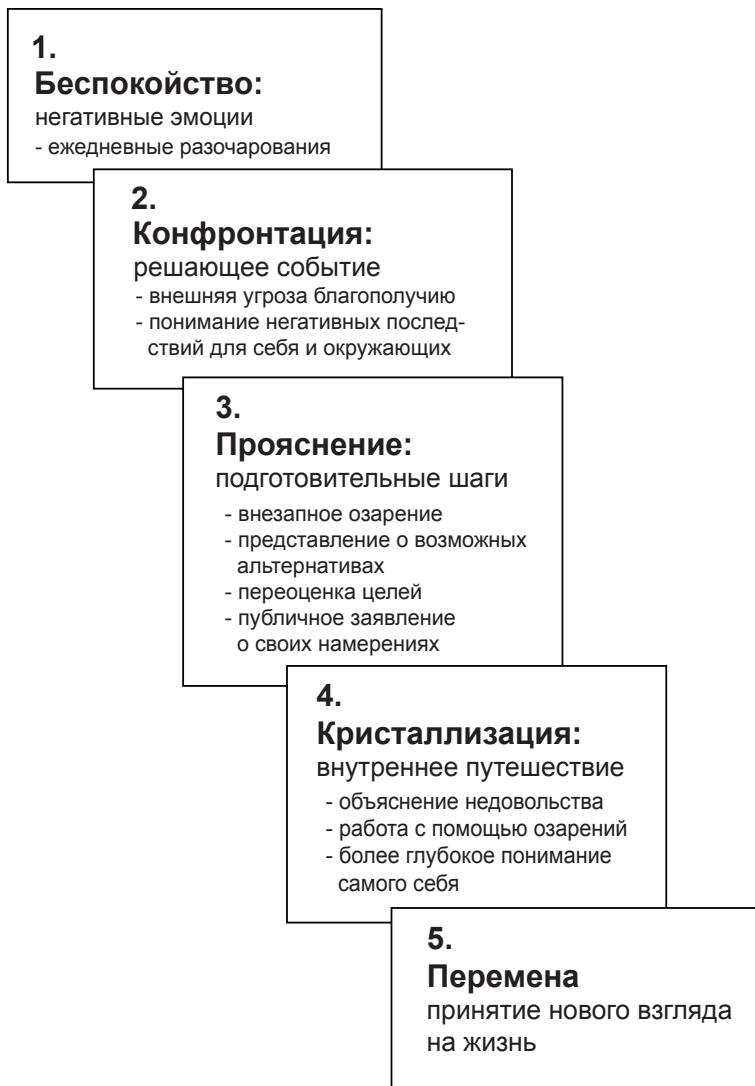 1.
Беспокойство:
негативные эмоции
- ежедневные разочарования
2.
Конфронтация:
решающее событие
- внешняя угроза благополучию
- понимание негативных послед-
ствий для себя и окружающих
3.
Прояснение:
подготовительные шаги
- внезапное озарение
- представление о возможных
альтернативах
- переоценка целей
- публичное заявление
о своих намерениях
4.
Кристаллизация:
внутреннее путешествие
- объяснение недовольства
- работа с помощью озарений
- более глубокое понимание
самого себя
5.
Перемена
принятие нового взгляда
на жизнь